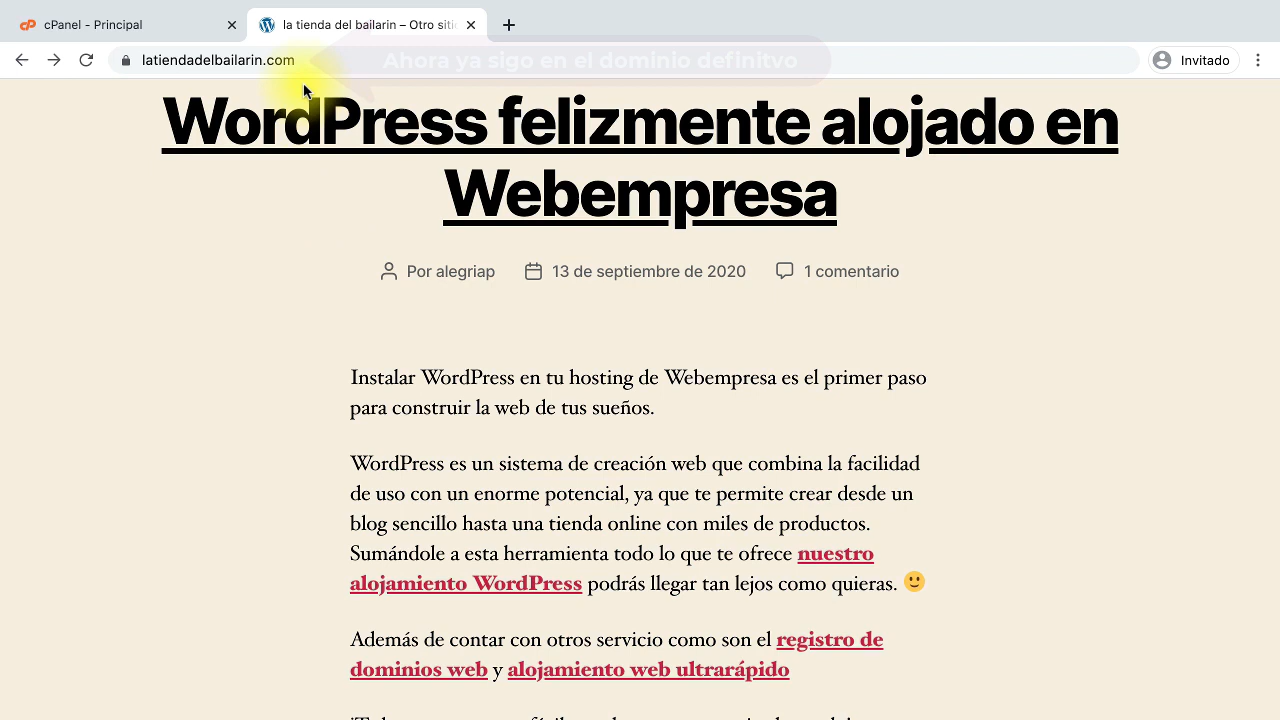 cPanel - Principal
la tienda del bailarin – Otro siti
latiendadelbailarin.com
Ahora ya sigo en el dominio definitvo
Invitado
WordPress felizmente alojado en
Webempresa
Por alegriap
13 de septiembre de 2020
1 comentario
Instalar WordPress en tu hosting de Webempresa es el primer paso
para construir la web de tus sueños.
WordPress es un sistema de creación web que combina la facilidad
de uso con un enorme potencial, ya que te permite crear desde un
blog sencillo hasta una tienda online con miles de productos.
Sumándole a esta herramienta todo lo que te ofrece nuestro
alojamiento WordPress podrás llegar tan lejos como quieras. 🙂
Además de contar con otros servicio como son el registro de
dominios web y alojamiento web ultrarápido